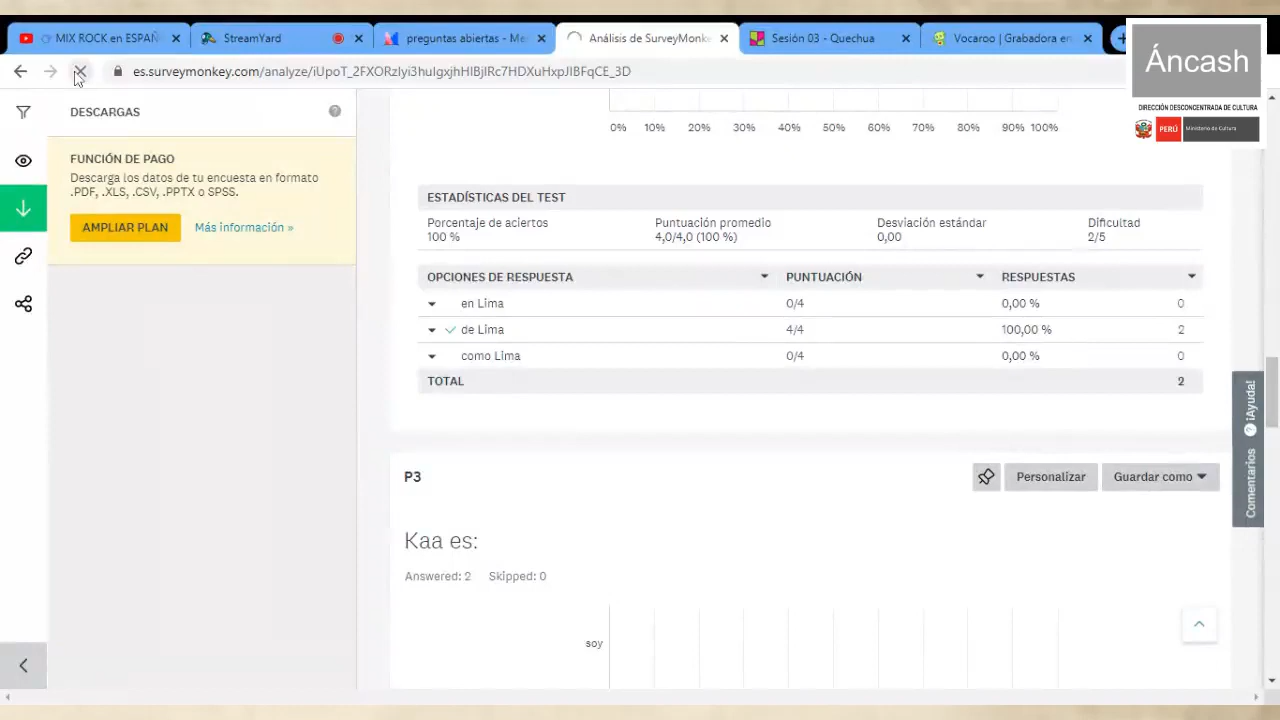 MIX ROCK en ESPAÑ
StreamYard
preguntas abiertas - Me
Análisis de SurveyMonk
Sesión 03 - Quechua
Vocaroo | Grabadora
es.surveymonkey.com/analyze/
Áncash
DIRECCIÓN DESCONCENTRADA DE CULTURA
PERÚ
Ministerio de Cultura
DESCARGAS
FUNCIÓN DE PAGO
Descarga los datos de tu encuesta en formato
.PDF, .XLS, .CSV, .PPTX o SPSS.
AMPLIAR PLAN
Más información »
0% 10% 20% 30% 40% 50% 60% 70% 80% 90% 100%
ESTADÍSTICAS DEL TEST
Porcentaje de aciertos Puntuación promedio Desviación estándar Dificultad
100 % 4,0/4,0 (100 %) 0,00 2/5
OPCIONES DE RESPUESTA PUNTUACIÓN RESPUESTAS
en Lima 0/4 0,00 % 0
de Lima 4/4 100,00 % 2
como Lima 0/4 0,00 % 0
TOTAL 2
P3
Personalizar
Guardar como
Kaa es:
Answered: 2 Skipped: 0
soy
¡Ayuda!
Comentarios